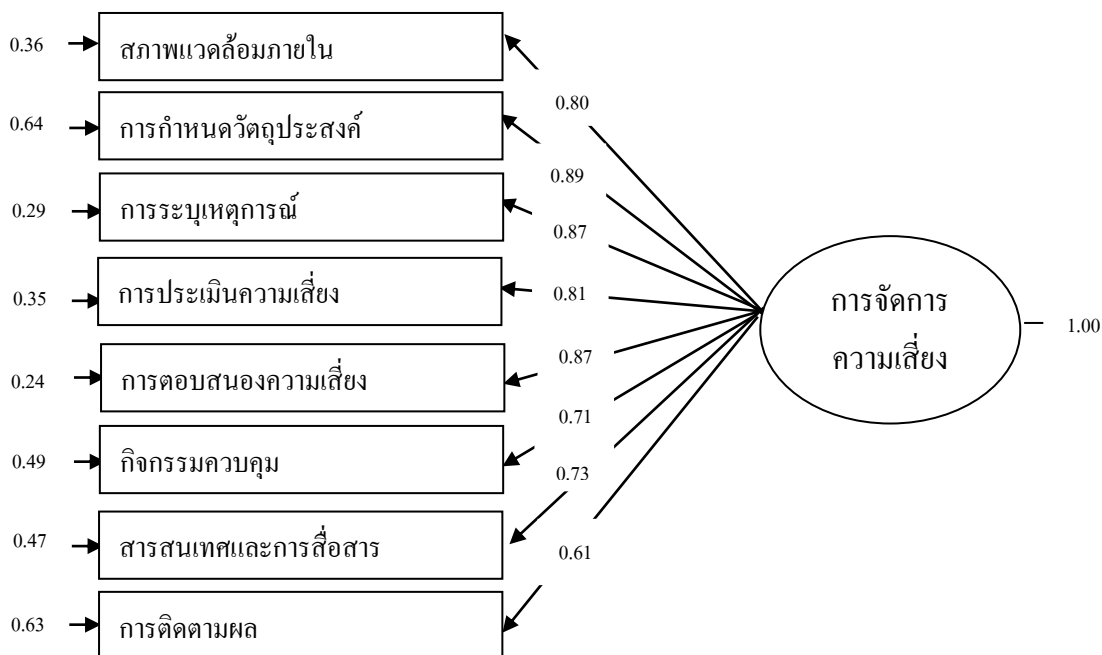 0.36
สภาพแวดล้อมภายใน
0.80
0.64
การกำหนดวัตถุประสงค์
0.89
0.29
การระบุเหตุการณ์
0.87
0.35
การประเมินความเสี่ยง
0.81
การจัดการ
ความเสี่ยง
1.00
0.24
การตอบสนองความเสี่ยง
0.87
0.71
0.49
กิจกรรมควบคุม
0.73
0.47
สารสนเทศและการสื่อสาร
0.61
0.63
การติดตามผล